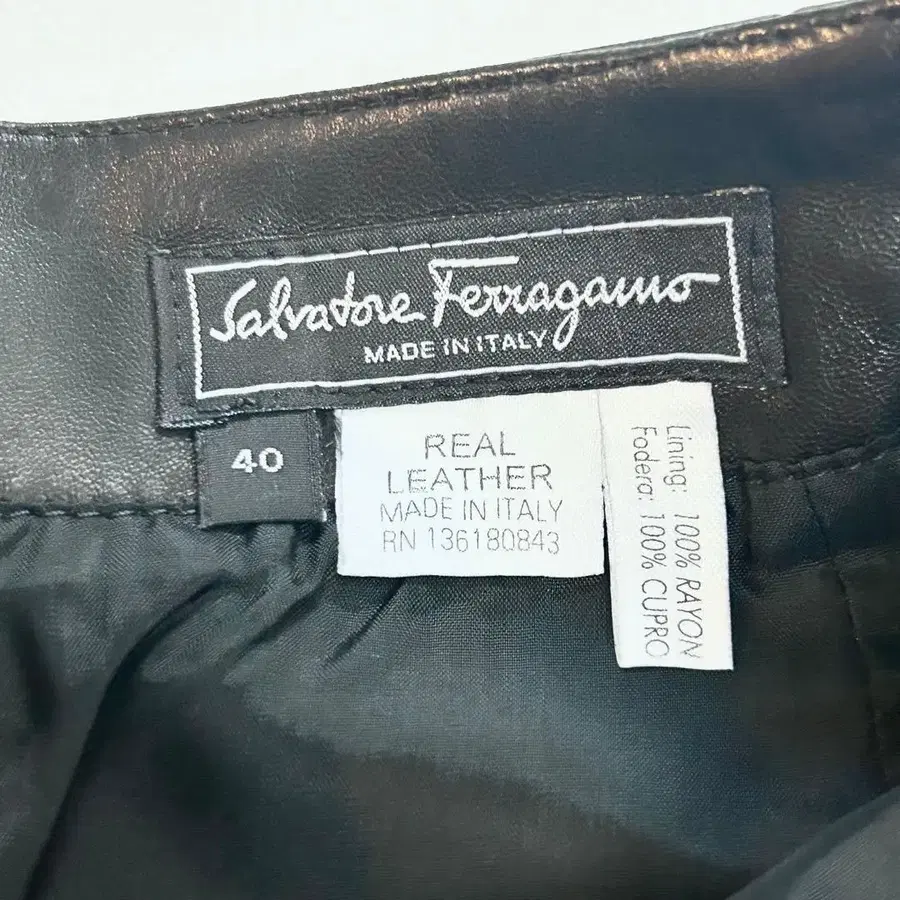 Salvatore Ferragamo
MADE IN ITALY
40
REAL
LEATHER
MADE IN ITALY
RN 136180843
Lining: 100% RAYON
Fodera: 100% CUPRO